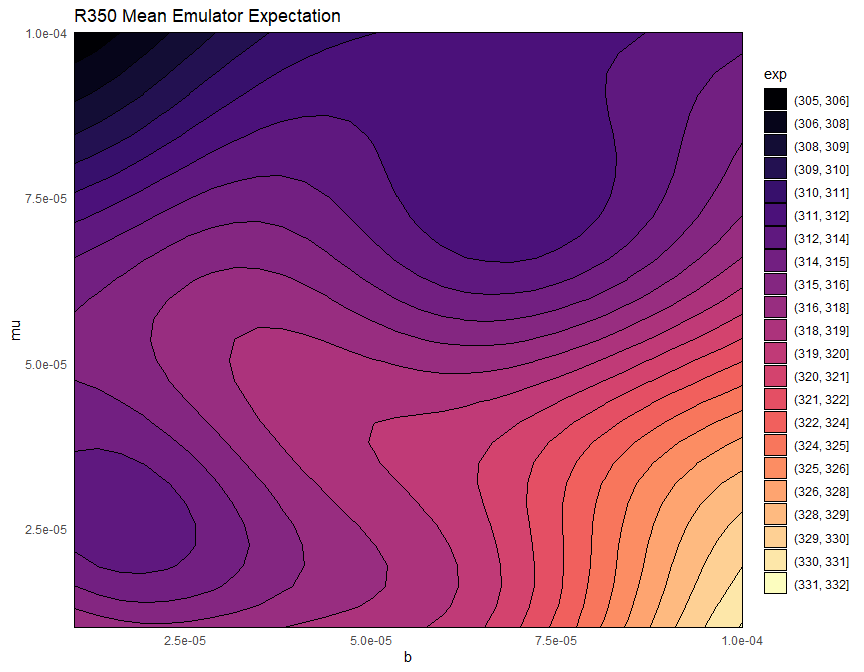 R350 Mean Emulator Expectation
1.0e-04
7.5e-05
5.0e-05
2.5e-05
mu
2.5e-05
5.0e-05
7.5e-05
1.0e-04
b
exp
(305, 306]
(306, 308]
(308, 309]
(309, 310]
(310, 311]
(311, 312]
(312, 314]
(314, 315]
(315, 316]
(316, 318]
(318, 319]
(319, 320]
(320, 321]
(321, 322]
(322, 324]
(324, 325]
(325, 326]
(326, 328]
(328, 329]
(329, 330]
(330, 331]
(331, 332]